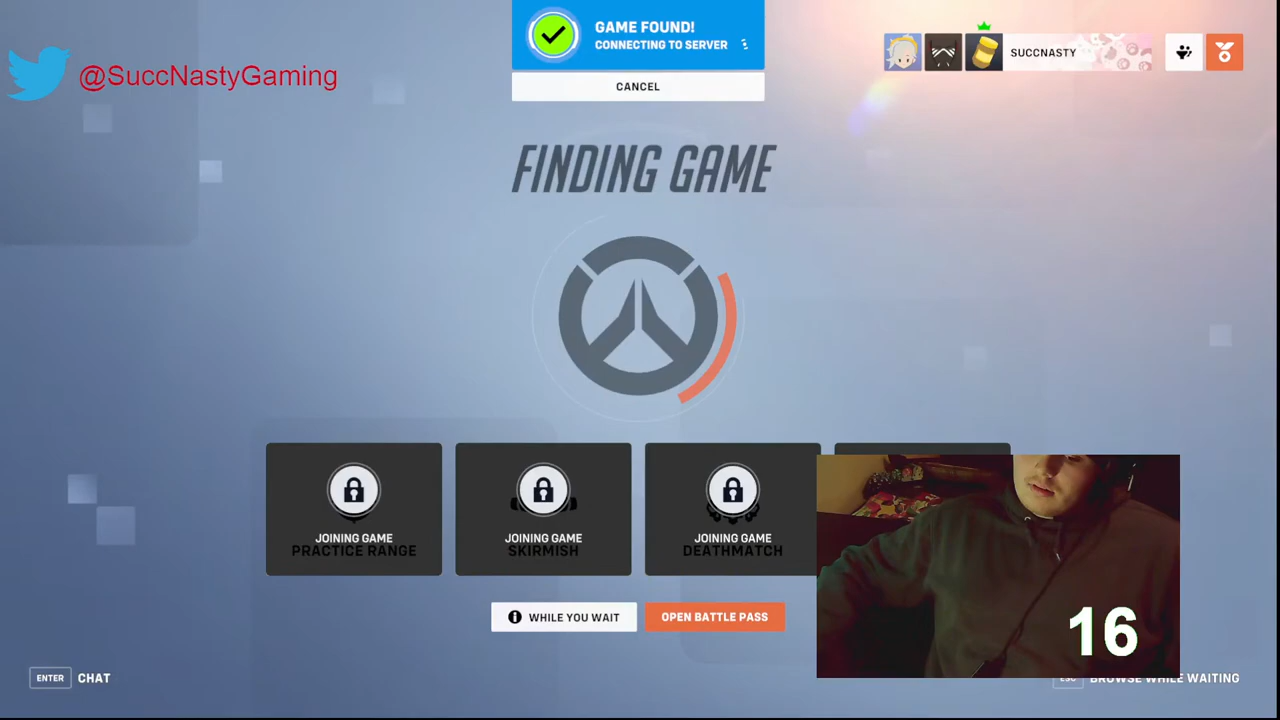 GAME FOUND!
CONNECTING TO SERVER
CANCEL
@SuccNastyGaming
SUCCNASTY
FINDING GAME
JOINING GAME
PRACTICE RANGE
JOINING GAME
SKIRMISH
JOINING GAME
DEATHMATCH
WHILE YOU WAIT
OPEN BATTLE PASS
16
ENTER CHAT
ESC BROWSE WHILE WAITING